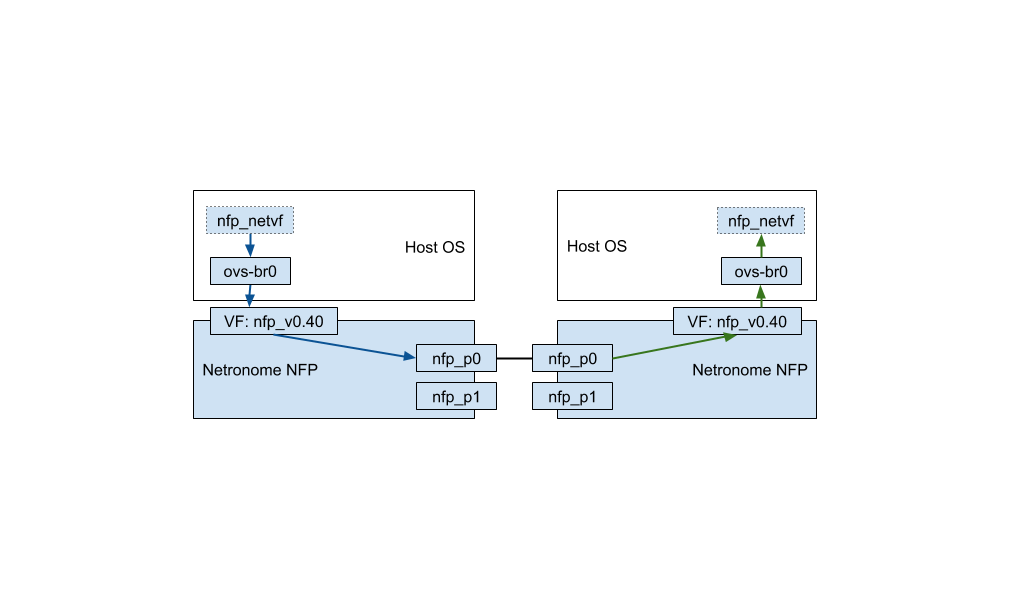 nfp_netvf
Host OS
ovs-br0
VF: nfp_v0.40
Netronome NFP
nfp_p0
nfp_p1
nfp_netvf
Host OS
ovs-br0
VF: nfp_v0.40
nfp_p0
Netronome NFP
nfp_p1